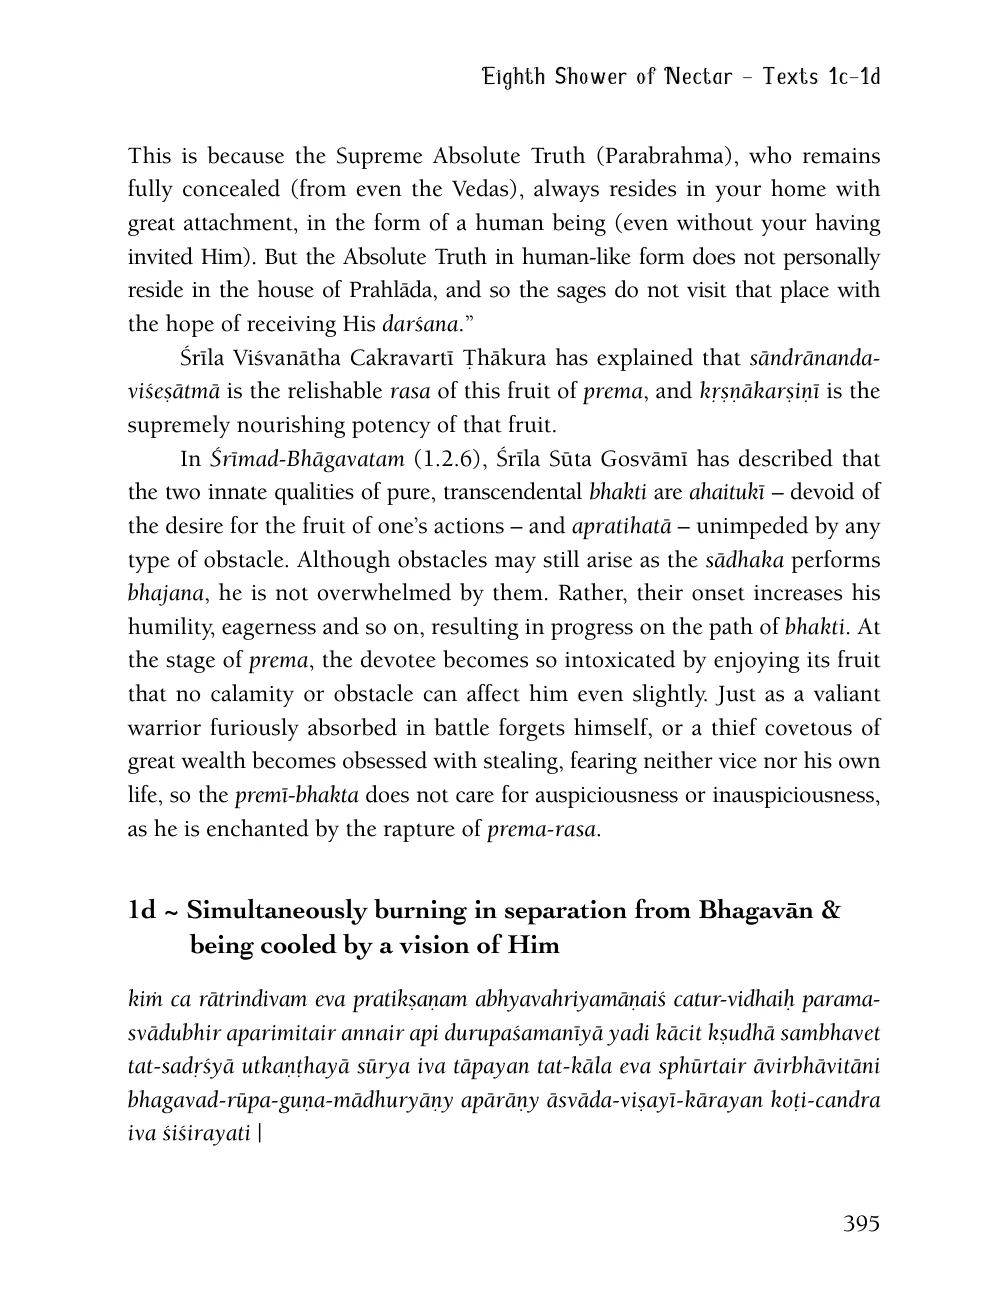 Eighth Shower of Nectar – Texts 1c–1d
This is because the Supreme Absolute Truth (Parabrahma), who remains
fully concealed (from even the Vedas), always resides in your home with
great attachment, in the form of a human being (even without your having
invited Him). But the Absolute Truth in human-like form does not personally
reside in the house of Prahlāda, and so the sages do not visit that place with
the hope of receiving His darśana.”
Śrīla Viśvanātha Cakravartī Ṭhākura has explained that sāndrānanda-
viśeṣātmā is the relishable rasa of this fruit of prema, and kṛṣṇākarṣiṇī is the
supremely nourishing potency of that fruit.
In Śrīmad-Bhāgavatam (1.2.6), Śrīla Sūta Gosvāmī has described that
the two innate qualities of pure, transcendental bhakti are ahaitukī – devoid of
the desire for the fruit of one’s actions – and apratihatā – unimpeded by any
type of obstacle. Although obstacles may still arise as the sādhaka performs
bhajana, he is not overwhelmed by them. Rather, their onset increases his
humility, eagerness and so on, resulting in progress on the path of bhakti. At
the stage of prema, the devotee becomes so intoxicated by enjoying its fruit
that no calamity or obstacle can affect him even slightly. Just as a valiant
warrior furiously absorbed in battle forgets himself, or a thief covetous of
great wealth becomes obsessed with stealing, fearing neither vice nor his own
life, so the premī-bhakta does not care for auspiciousness or inauspiciousness,
as he is enchanted by the rapture of prema-rasa.
1d ~ Simultaneously burning in separation from Bhagavān &
being cooled by a vision of Him
kiṁ ca rātrindivam eva pratikṣaṇam abhyavahriyamāṇaiś catur-vidhaiḥ parama-
svādubhir aparimitair annair api durupaśamanīyā yadi kācit kṣudhā sambhavet
tat-sadṛśyā utkaṇṭhayā sūrya iva tāpayan tat-kāla eva sphūrtair āvirbhāvitāni
bhagavad-rūpa-guṇa-mādhuryāṇy apārāṇy āsvāda-viṣayī-kārayan koṭi-candra
iva śiśirayati |
395